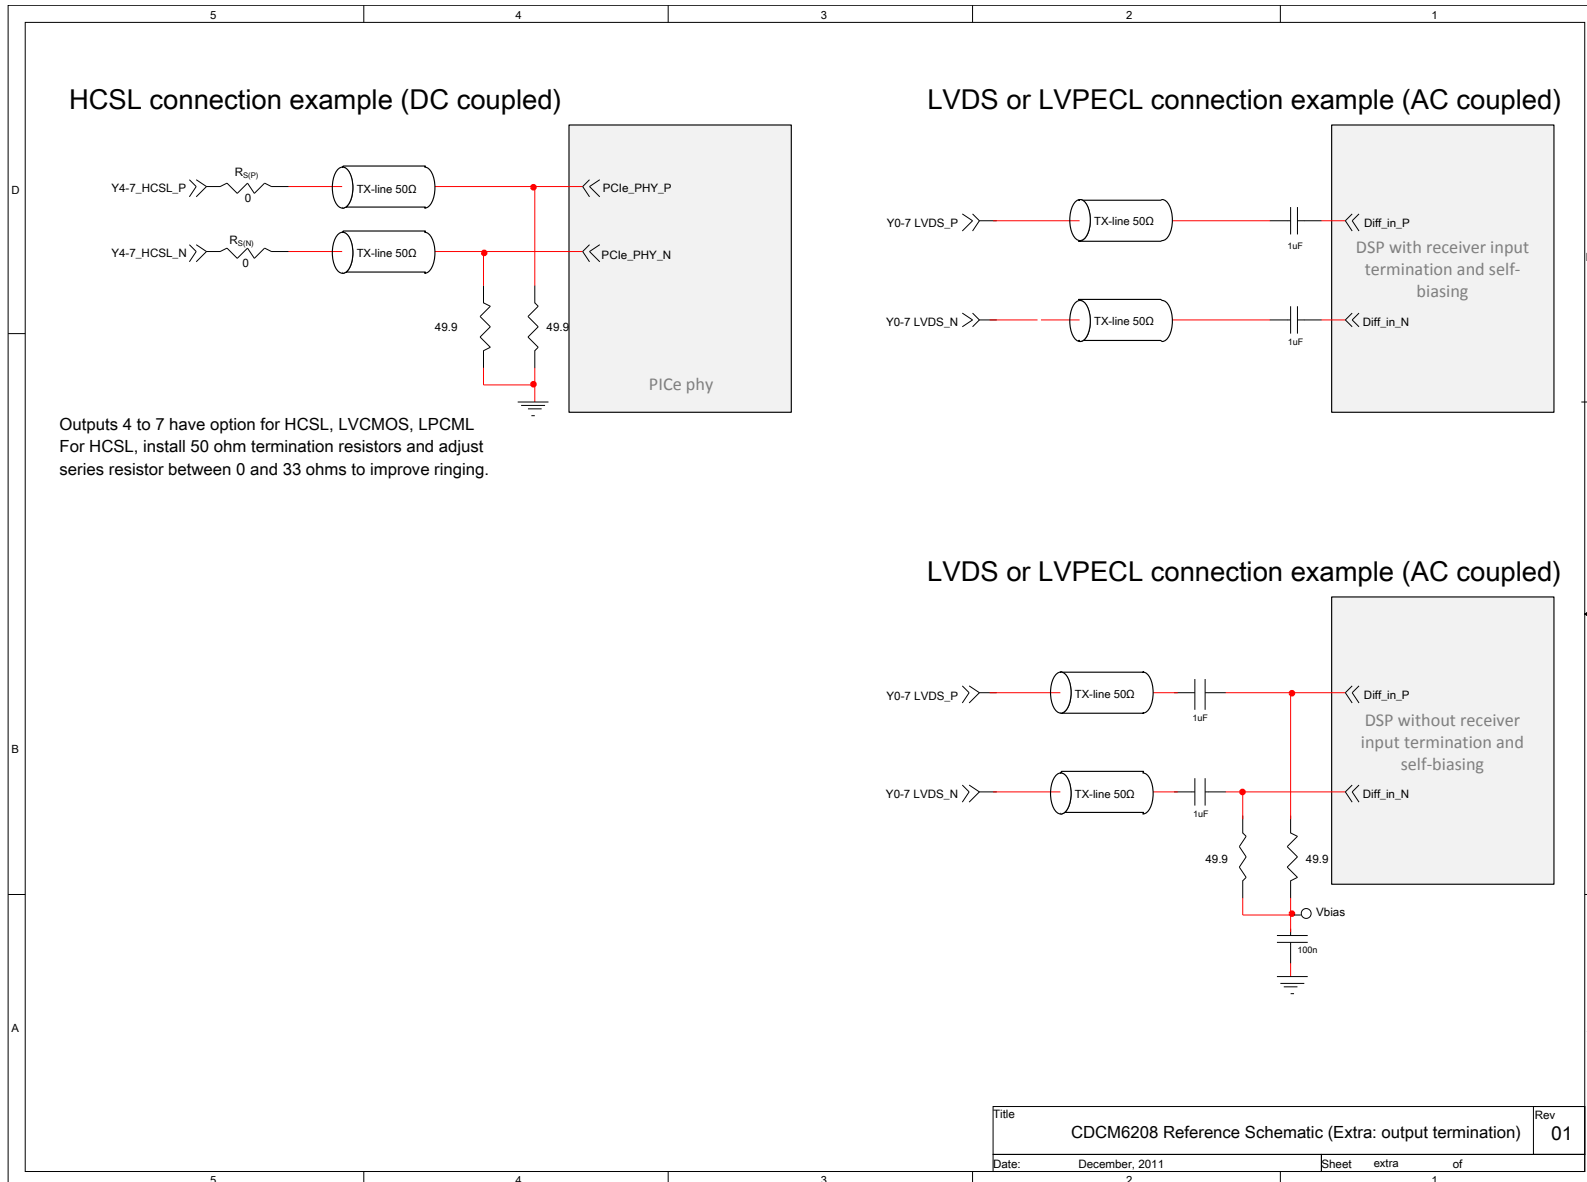 5
4
3
2
1
HCSL connection example (DC coupled)
Y4-7_HCSL_P
RS(P)
0
TX-line 50Ω
PCIe_PHY_P
Y4-7_HCSL_N
RS(N)
0
TX-line 50Ω
PCIe_PHY_N
49.9
49.9
PICe phy
Outputs 4 to 7 have option for HCSL, LVCMOS, LPCML
For HCSL, install 50 ohm termination resistors and adjust
series resistor between 0 and 33 ohms to improve ringing.
LVDS or LVPECL connection example (AC coupled)
Y0-7 LVDS_P
TX-line 50Ω
1uF
Diff_in_P
DSP with receiver input
termination and self-
biasing
Y0-7 LVDS_N
TX-line 50Ω
1uF
Diff_in_N
LVDS or LVPECL connection example (AC coupled)
Y0-7 LVDS_P
TX-line 50Ω
1uF
Diff_in_P
DSP without receiver
input termination and
self-biasing
Y0-7 LVDS_N
TX-line 50Ω
1uF
Diff_in_N
49.9
49.9
Vbias
100n
D
B
A
Title
CDCM6208 Reference Schematic (Extra: output termination)
Rev
01
Date:
December, 2011
Sheet
extra
of
5
4
3
2
1